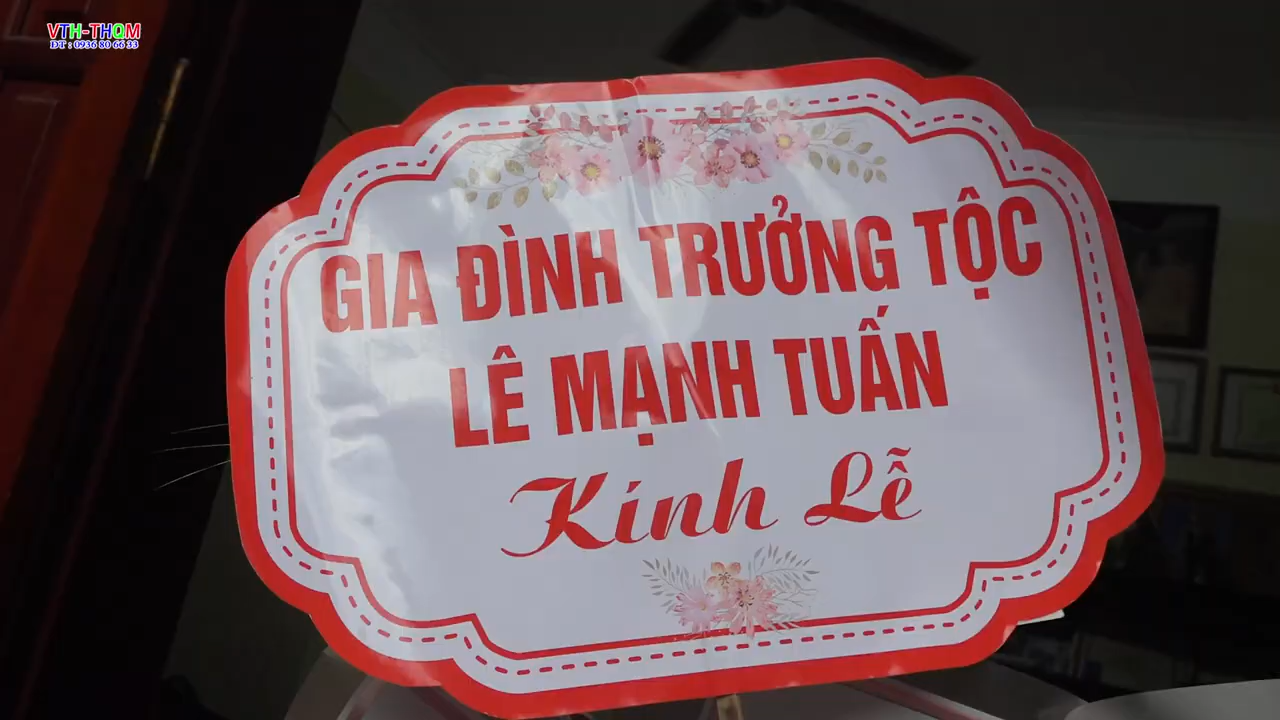 VTH-THQM
ĐT : 0936 80 66 33
GIA ĐÌNH TRƯỞNG TỘC
LÊ MẠNH TUẤN
Kính Lễ